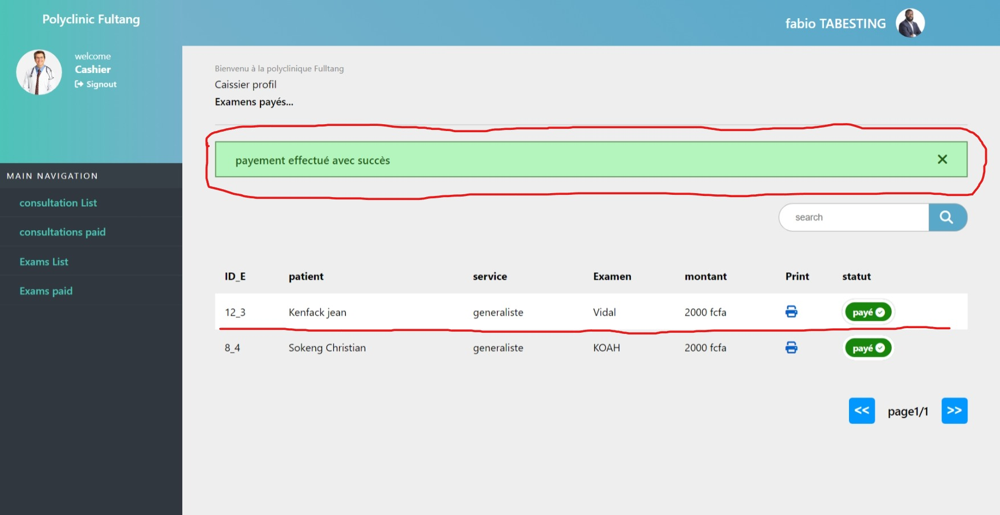 Polyclinic Fultang
fabio TABESTING
welcome
Cashier
Signout
MAIN NAVIGATION
consultation List
consultations paid
Exams List
Exams paid
Bienvenu à la polyclinique Fulltang
Caissier profil
Examens payés...
payement effectué avec succès
search
ID_E patient service Examen montant Print statut
12_3 Kenfack jean generaliste Vidal 2000 fcfa payé
8_4 Sokeng Christian generaliste KOAH 2000 fcfa payé
<< page1/1 >>